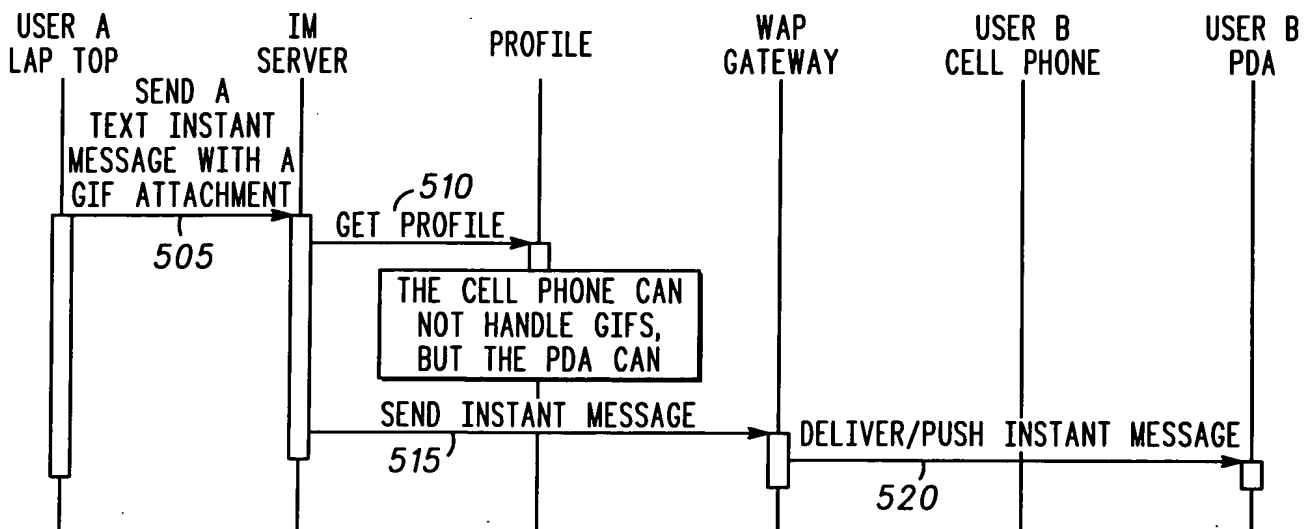 USER A
LAP TOP
IM
SERVER
PROFILE
WAP
GATEWAY
USER B
CELL PHONE
USER B
PDA
SEND A
TEXT INSTANT
MESSAGE WITH A
GIF ATTACHMENT
505
510
GET PROFILE
THE CELL PHONE CAN
NOT HANDLE GIFS,
BUT THE PDA CAN
SEND INSTANT MESSAGE
515
DELIVER/PUSH INSTANT MESSAGE
520